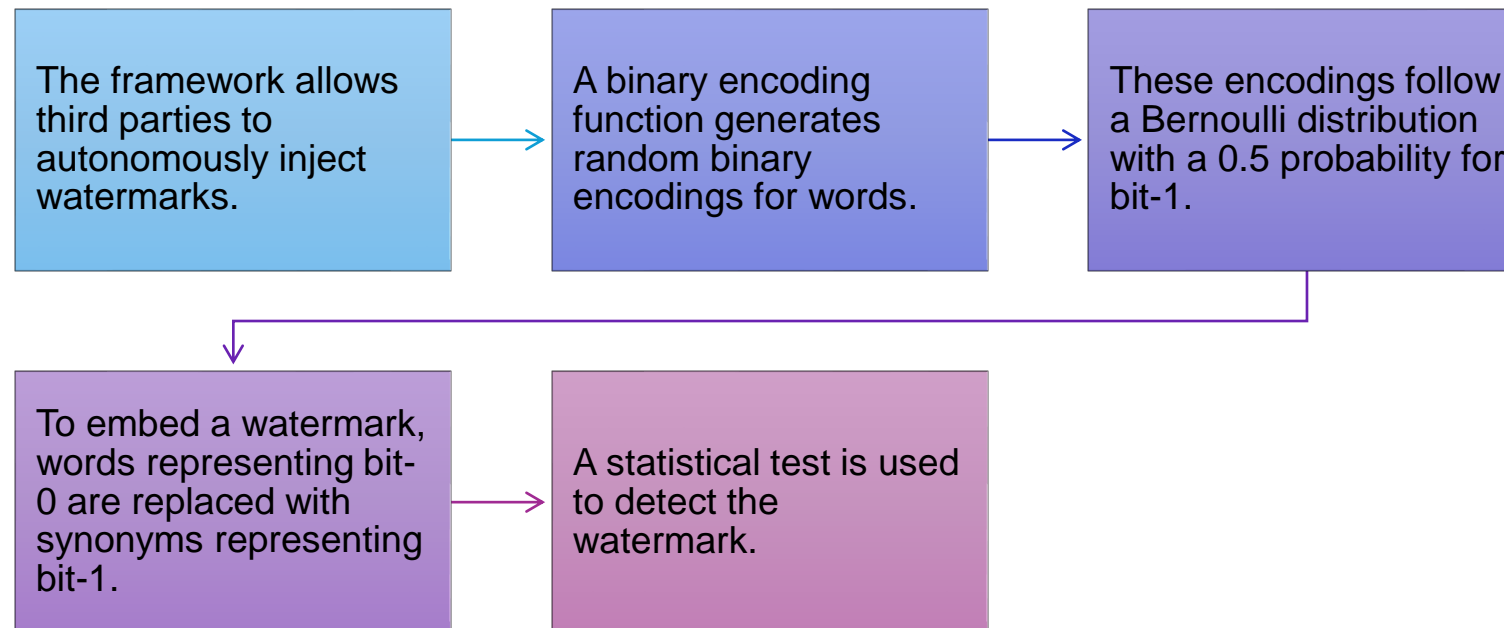 The framework allows
third parties to
autonomously inject
watermarks.
A binary encoding
function generates
random binary
encodings for words.
These encodings follow
a Bernoulli distribution
with a 0.5 probability for
bit-1.
To embed a watermark,
words representing bit-
0 are replaced with
synonyms representing
bit-1.
A statistical test is used
to detect the
watermark.